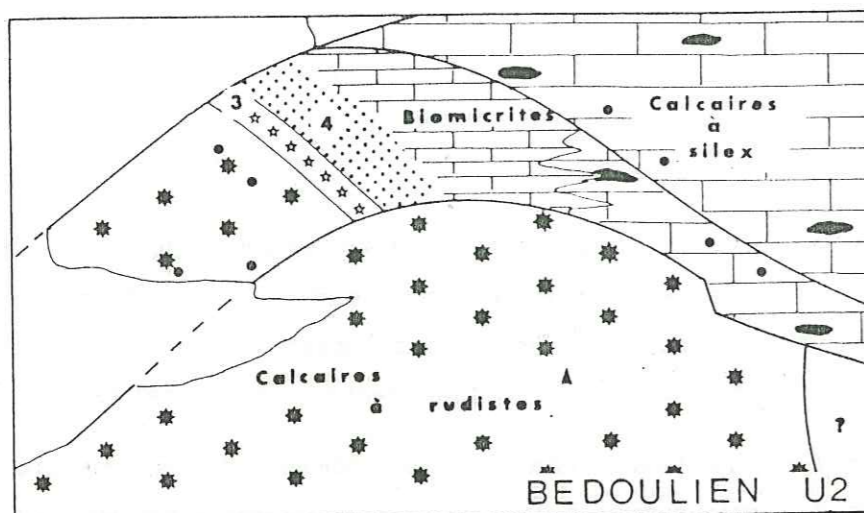 3
4
Biomicrites
Calcaires
à
silex
Calcaires
à rudistes
?
BEDOULIEN U2